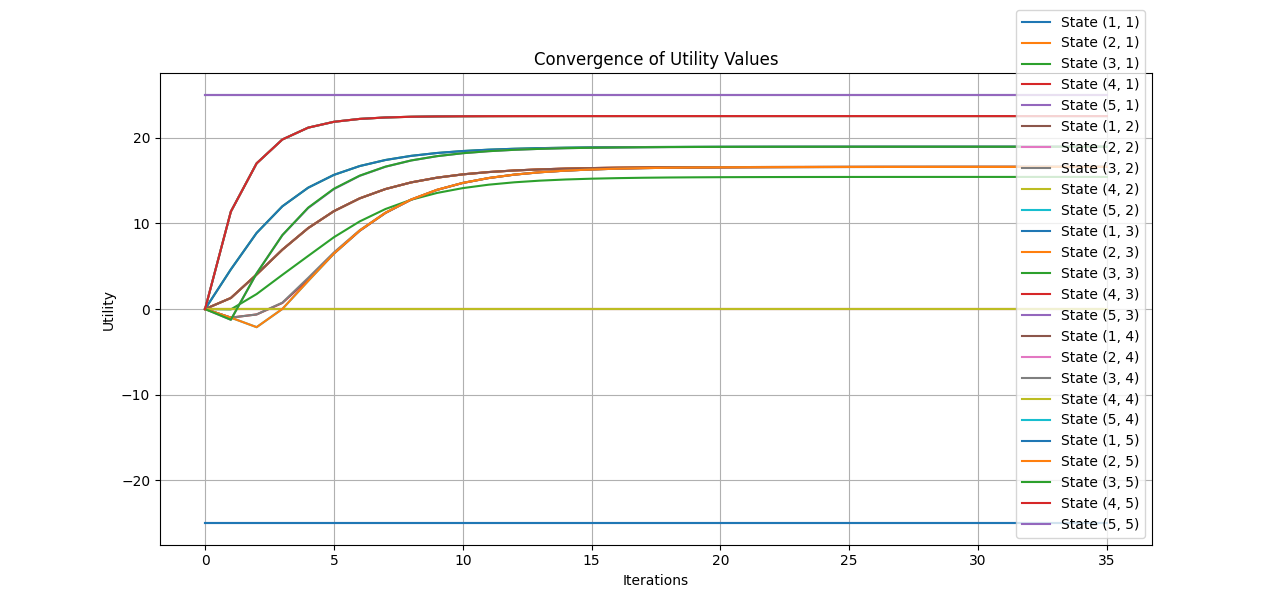 Convergence of Utility Values
Utility
20
10
0
−10
−20
0 5 10 15 20 25 30 35
Iterations
State (1, 1)
State (2, 1)
State (3, 1)
State (4, 1)
State (5, 1)
State (1, 2)
State (2, 2)
State (3, 2)
State (4, 2)
State (5, 2)
State (1, 3)
State (2, 3)
State (3, 3)
State (4, 3)
State (5, 3)
State (1, 4)
State (2, 4)
State (3, 4)
State (4, 4)
State (5, 4)
State (1, 5)
State (2, 5)
State (3, 5)
State (4, 5)
State (5, 5)